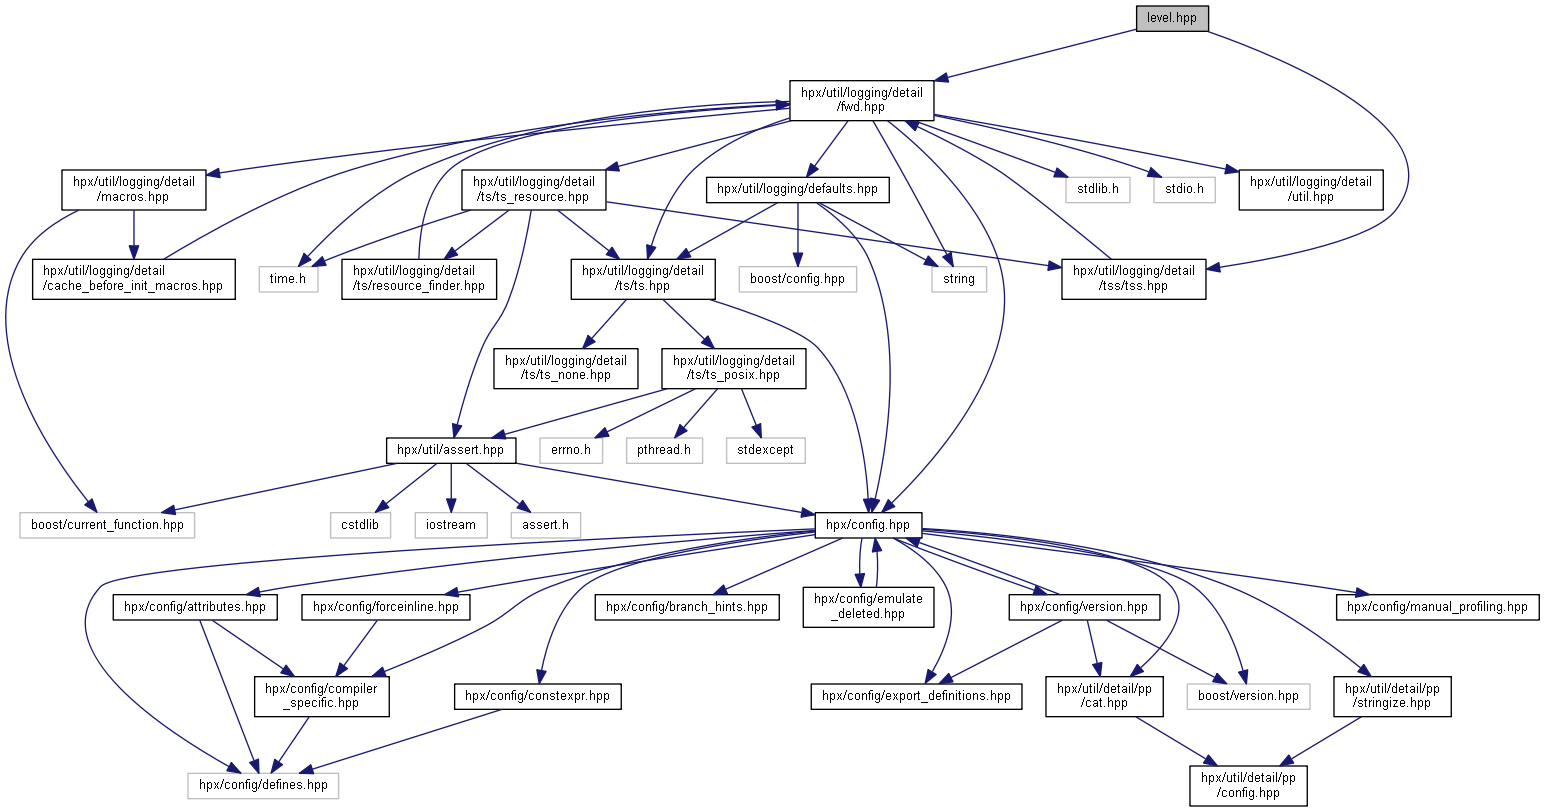 level.hpp
hpx/util/logging/detail
/fwd.hpp
hpx/util/logging/detail
/macros.hpp
hpx/util/logging/detail
/ts/ts_resource.hpp
hpx/util/logging/defaults.hpp
stdlib.h
stdio.h
hpx/util/logging/detail
/util.hpp
hpx/util/logging/detail
/cache_before_init_macros.hpp
time.h
hpx/util/logging/detail
/ts/resource_finder.hpp
hpx/util/logging/detail
/ts/ts.hpp
boost/config.hpp
string
hpx/util/logging/detail
/tss/tss.hpp
hpx/util/logging/detail
/ts/ts_none.hpp
hpx/util/logging/detail
/ts/ts_posix.hpp
hpx/util/assert.hpp
errno.h
pthread.h
stdexcept
boost/current_function.hpp
cstdlib
iostream
assert.h
hpx/config.hpp
hpx/config/attributes.hpp
hpx/config/forceinline.hpp
hpx/config/branch_hints.hpp
hpx/config/emulate
_deleted.hpp
hpx/config/version.hpp
hpx/config/manual_profiling.hpp
hpx/config/compiler
_specific.hpp
hpx/config/constexpr.hpp
hpx/config/export_definitions.hpp
hpx/util/detail/pp
/cat.hpp
boost/version.hpp
hpx/util/detail/pp
/stringize.hpp
hpx/config/defines.hpp
hpx/util/detail/pp
/config.hpp